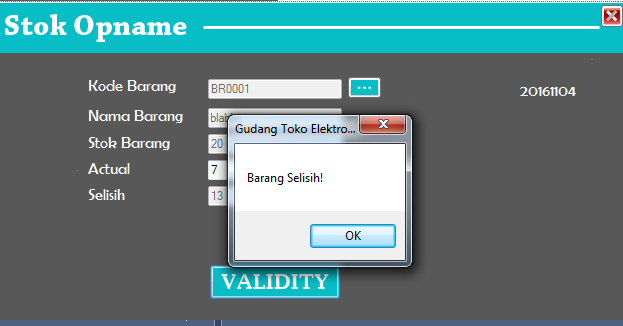 Stok Opname
Kode Barang BR0001 ...
20161104
Nama Barang
Stok Barang 20
Actual 7
Selisih 13
Gudang Toko Elektro...
Barang Selisih!
OK
VALIDITY